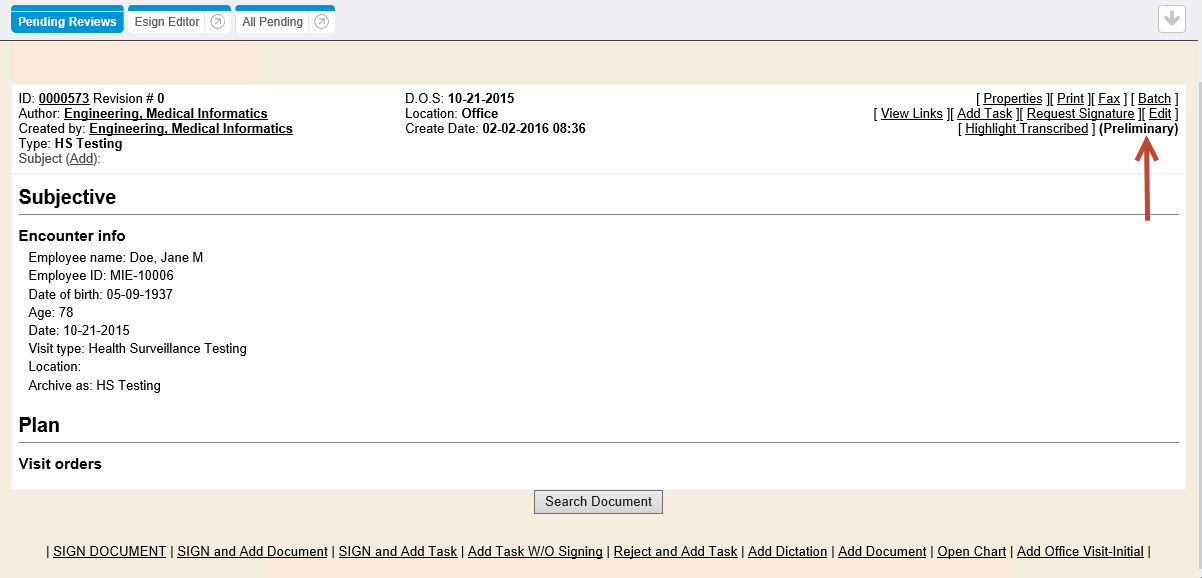 Pending Reviews Esign Editor All Pending
ID: 0000573 Revision # 0 D.O.S: 10-21-2015 [ Properties ][ Print ][ Fax ] [ Batch ]
Author: Engineering, Medical Informatics Location: Office [ View Links ][ Add Task ][ Request Signature ][ Edit ]
Created by: Engineering, Medical Informatics Create Date: 02-02-2016 08:36 [ Highlight Transcribed ] (Preliminary)
Type: HS Testing
Subject (Add):
Subjective
Encounter info
Employee name: Doe, Jane M
Employee ID: MIE-10006
Date of birth: 05-09-1937
Age: 78
Date: 10-21-2015
Visit type: Health Surveillance Testing
Location:
Archive as: HS Testing
Plan
Visit orders
Search Document
| SIGN DOCUMENT | SIGN and Add Document | SIGN and Add Task | Add Task W/O Signing | Reject and Add Task | Add Dictation | Add Document | Open Chart | Add Office Visit-Initial |